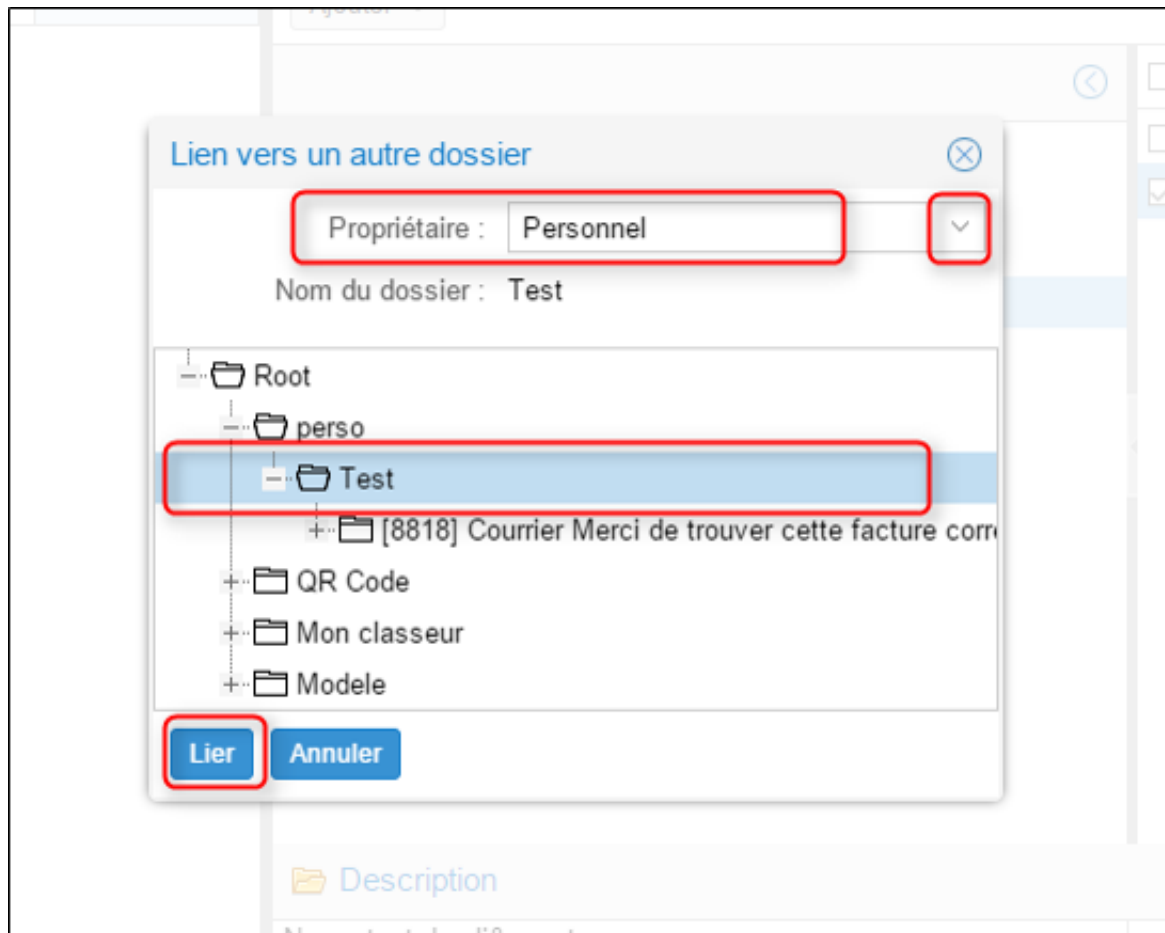 Ajouter
Lien vers un autre dossier
Propriétaire : Personnel
Nom du dossier : Test
Root
perso
Test
[8818] Courrier Merci de trouver cette facture corr
QR Code
Mon classeur
Modele
Lier Annuler
Description